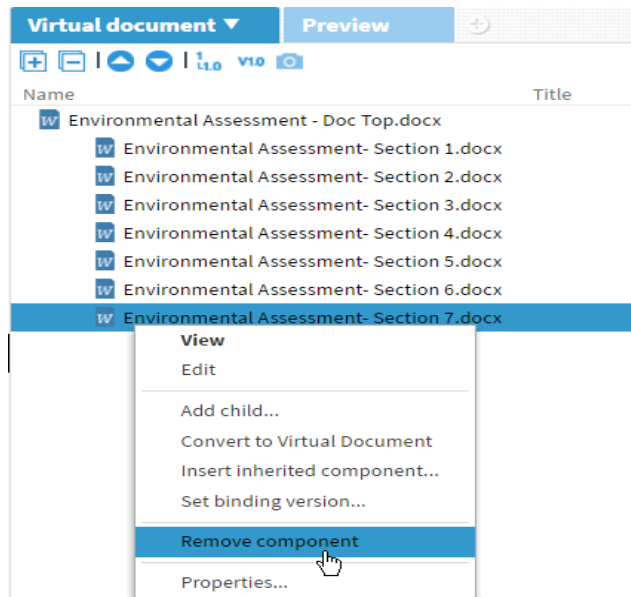 Virtual document ▼ Preview
1 1.0 V1.0
Name Title
Environmental Assessment - Doc Top.docx
Environmental Assessment- Section 1.docx
Environmental Assessment- Section 2.docx
Environmental Assessment- Section 3.docx
Environmental Assessment- Section 4.docx
Environmental Assessment- Section 5.docx
Environmental Assessment- Section 6.docx
Environmental Assessment- Section 7.docx
View
Edit
Add child...
Convert to Virtual Document
Insert inherited component...
Set binding version...
Remove component
Properties...